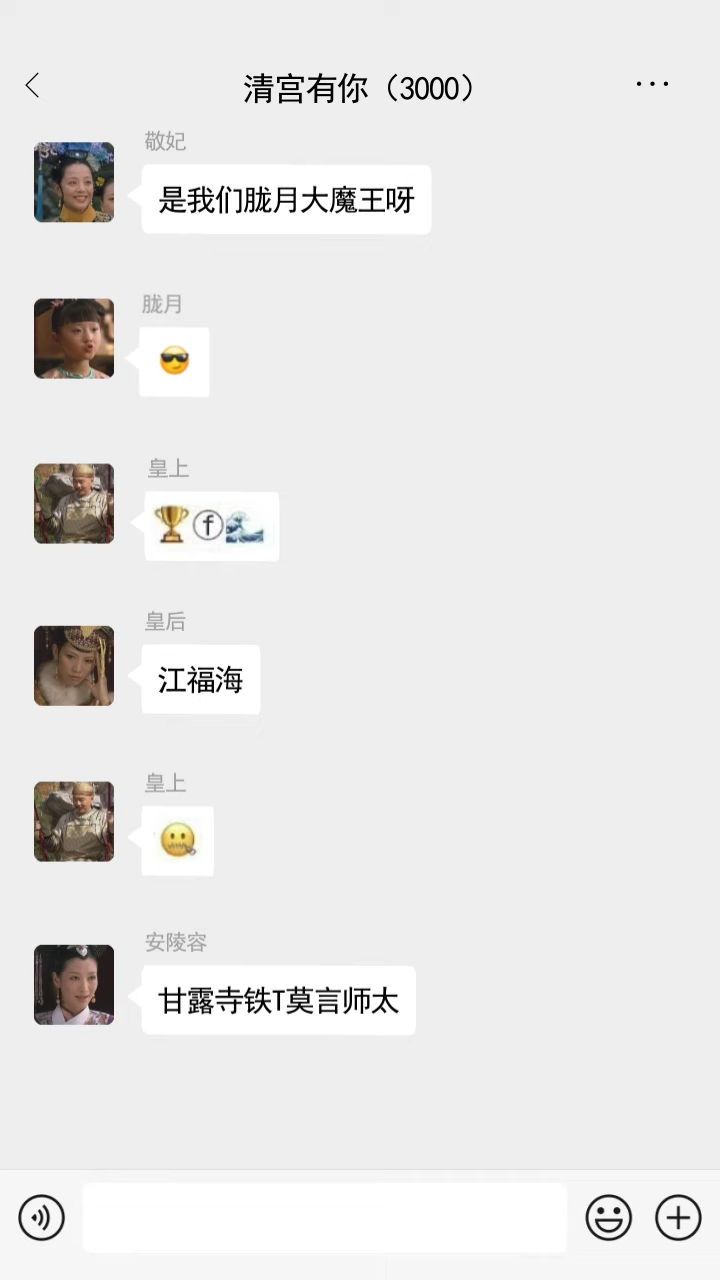 清宫有你（3000）
敬妃
是我们胧月大魔王呀
胧月
😎
皇上
🏆ⓕ🌊
皇后
江福海
皇上
🤐
安陵容
甘露寺铁T莫言师太